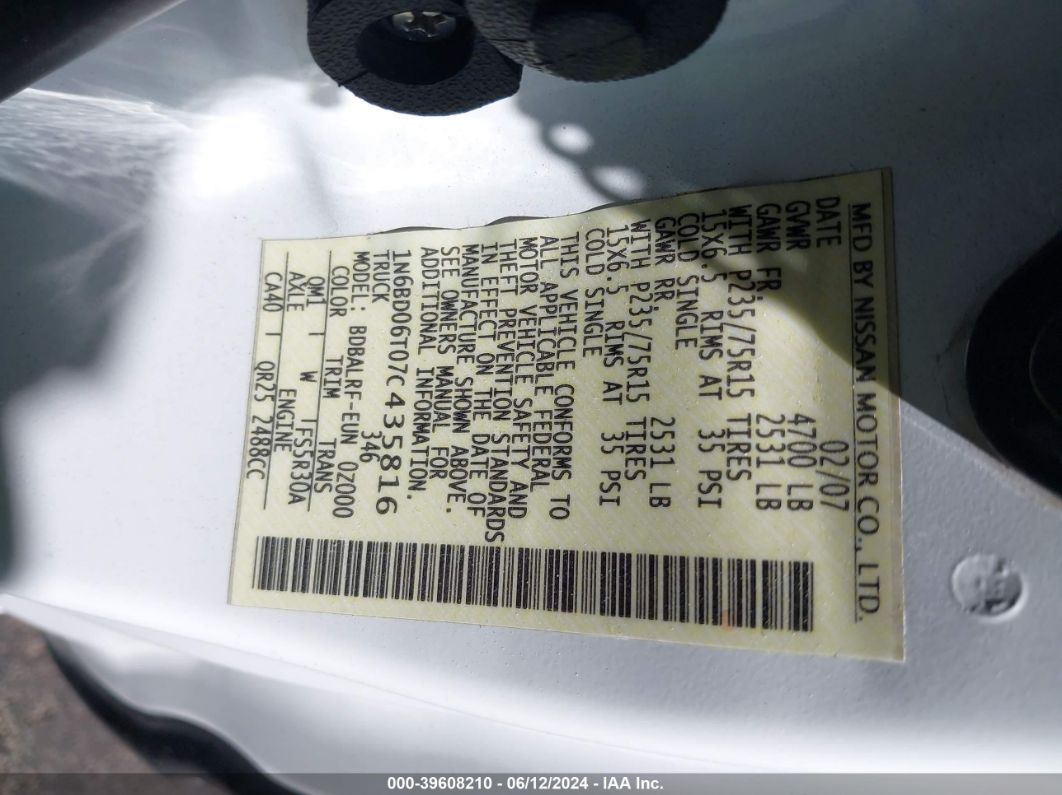 MFD BY NISSAN MOTOR CO., LTD.
DATE 02/07
GVWR 4700 LB
GAWR FR. 2531 LB
WITH P235/75R15 TIRES
15X6.5 RIMS AT 35 PSI
COLD SINGLE
GAWR RR. 2531 LB
WITH P235/75R15 TIRES
15X6.5 RIMS AT 35 PSI
COLD SINGLE
THIS VEHICLE CONFORMS TO
ALL APPLICABLE FEDERAL
MOTOR VEHICLE SAFETY AND
THEFT PREVENTION STANDARDS
IN EFFECT ON THE DATE OF
MANUFACTURE SHOWN ABOVE.
SEE OWNERS MANUAL FOR
ADDITIONAL INFORMATION.
1N6BD06T07C435816
TRUCK 346
MODEL: BDBALRF-EUN 0Z000
COLOR TRIM TRANS
QM1 W FS5R30A
AXLE ENGINE
CA40 QR25 2488CC
000-39608210 - 06/12/2024 - IAA Inc.